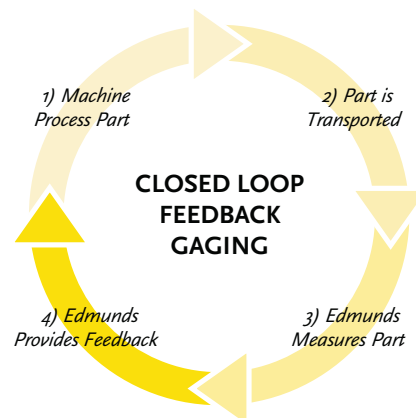 1) Machine
Process Part
2) Part is
Transported
CLOSED LOOP
FEEDBACK
GAGING
3) Edmunds
Measures Part
4) Edmunds
Provides Feedback